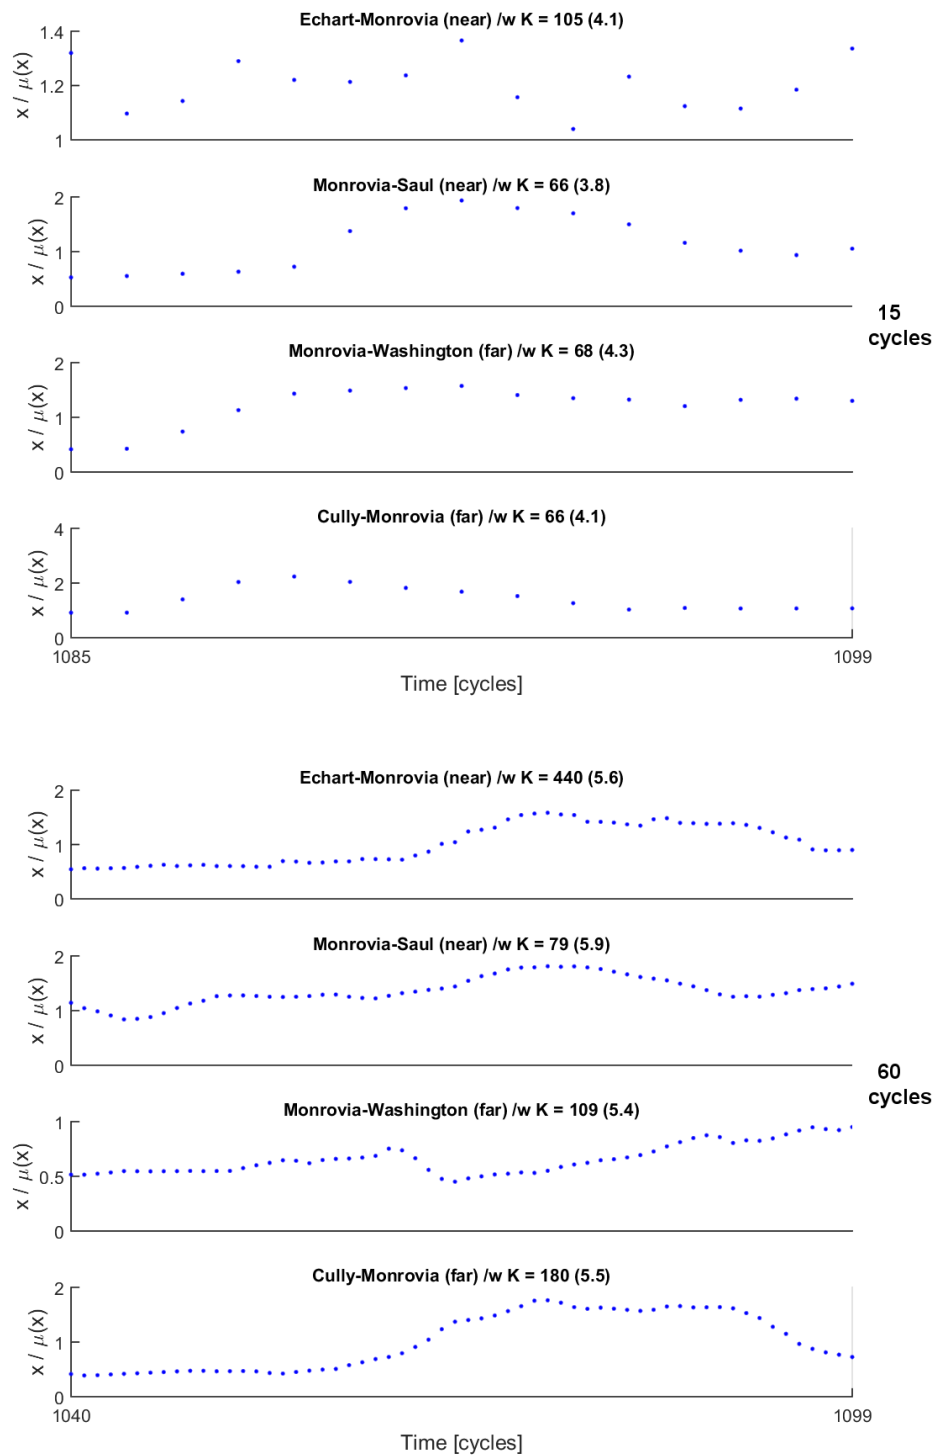 Echart-Monrovia (near) /w K = 105 (4.1)
1.4
1.2
1
x / μ(x)
Monrovia-Saul (near) /w K = 66 (3.8)
2
1
0
x / μ(x)
15
cycles
Monrovia-Washington (far) /w K = 68 (4.3)
2
1
0
x / μ(x)
Cully-Monrovia (far) /w K = 66 (4.1)
4
2
0
x / μ(x)
1085 1099
Time [cycles]
Echart-Monrovia (near) /w K = 440 (5.6)
2
1
0
x / μ(x)
Monrovia-Saul (near) /w K = 79 (5.9)
2
1
0
x / μ(x)
60
cycles
Monrovia-Washington (far) /w K = 109 (5.4)
1
0.5
0
x / μ(x)
Cully-Monrovia (far) /w K = 180 (5.5)
2
1
0
x / μ(x)
1040 1099
Time [cycles]